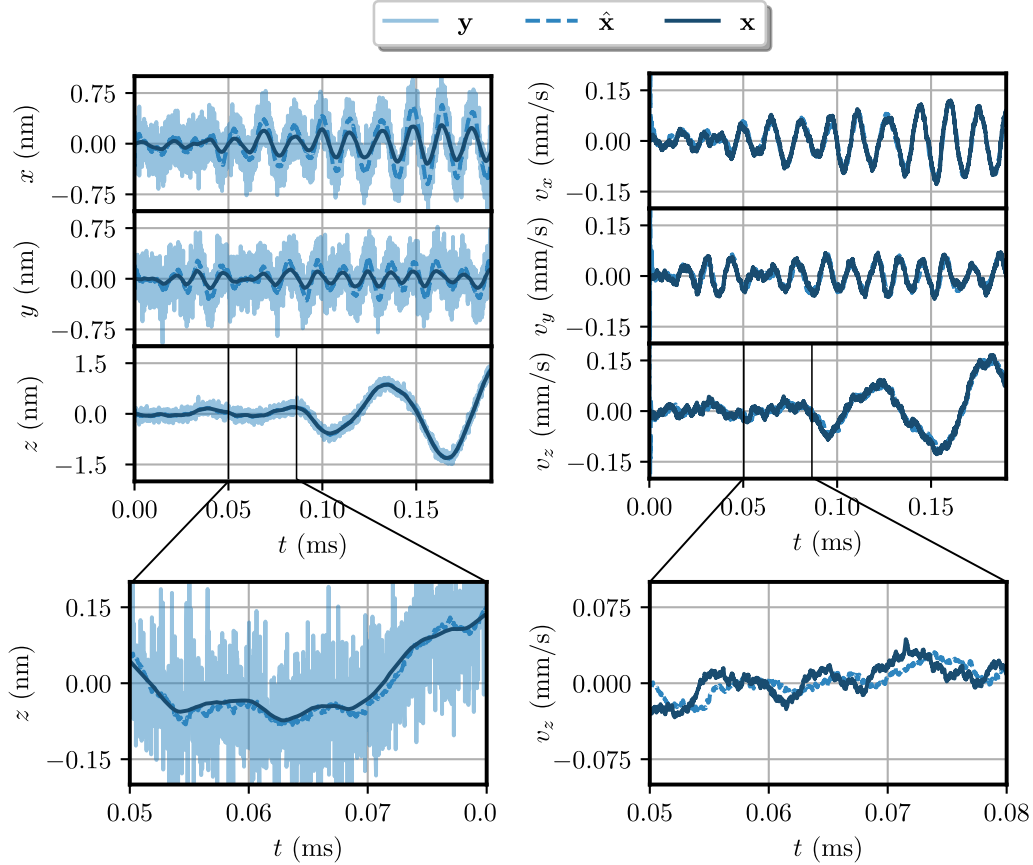 y x̂ x
x (nm)
0.75
0.00
−0.75
v_x (mm/s)
0.15
0.00
−0.15
y (nm)
0.75
0.00
−0.75
v_y (mm/s)
0.15
0.00
−0.15
z (nm)
1.5
0.0
−1.5
0.00 0.05 0.10 0.15
t (ms)
v_z (mm/s)
0.15
0.00
−0.15
0.00 0.05 0.10 0.15
t (ms)
z (nm)
0.15
0.00
−0.15
0.05 0.06 0.07 0.0
t (ms)
v_z (mm/s)
0.075
0.000
−0.075
0.05 0.06 0.07 0.08
t (ms)